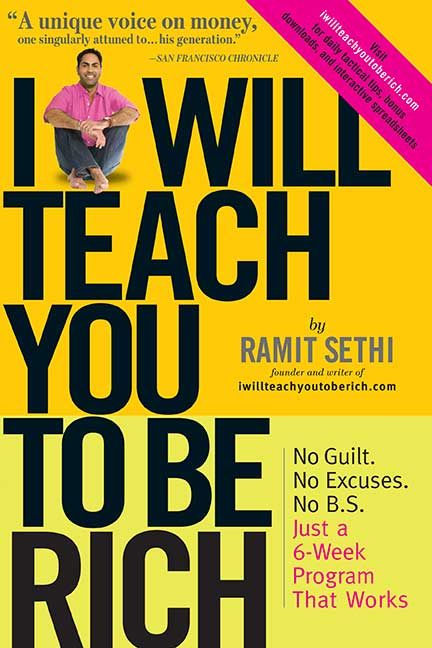 “A unique voice on money,
one singularly attuned to…his generation.”
—SAN FRANCISCO CHRONICLE
Visit
iwillteachyoutoberich.com
for daily tactical tips, bonus
downloads, and interactive spreadsheets
I WILL
TEACH
YOU
TO BE
RICH
by
RAMIT SETHI
founder and writer of
iwillteachyoutoberich.com
No Guilt.
No Excuses.
No B.S.
Just a
6-Week
Program
That Works